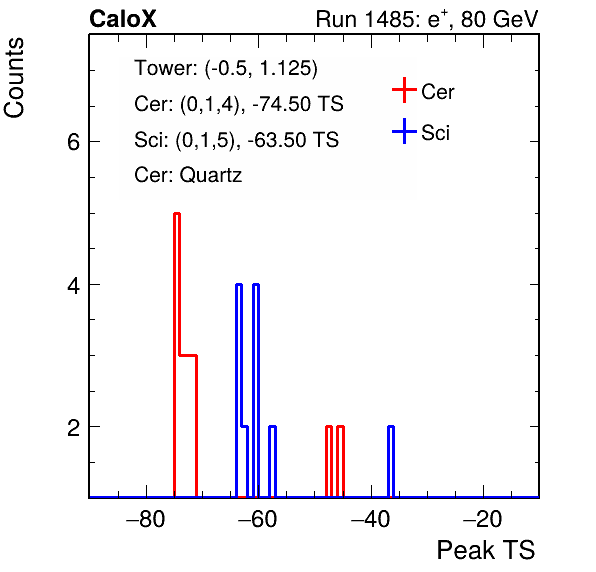 CaloX Run 1485: e⁺, 80 GeV
Counts
Tower: (-0.5, 1.125)
Cer: (0,1,4), -74.50 TS
Sci: (0,1,5), -63.50 TS
Cer: Quartz
Cer
Sci
6
4
2
−80 −60 −40 −20
Peak TS